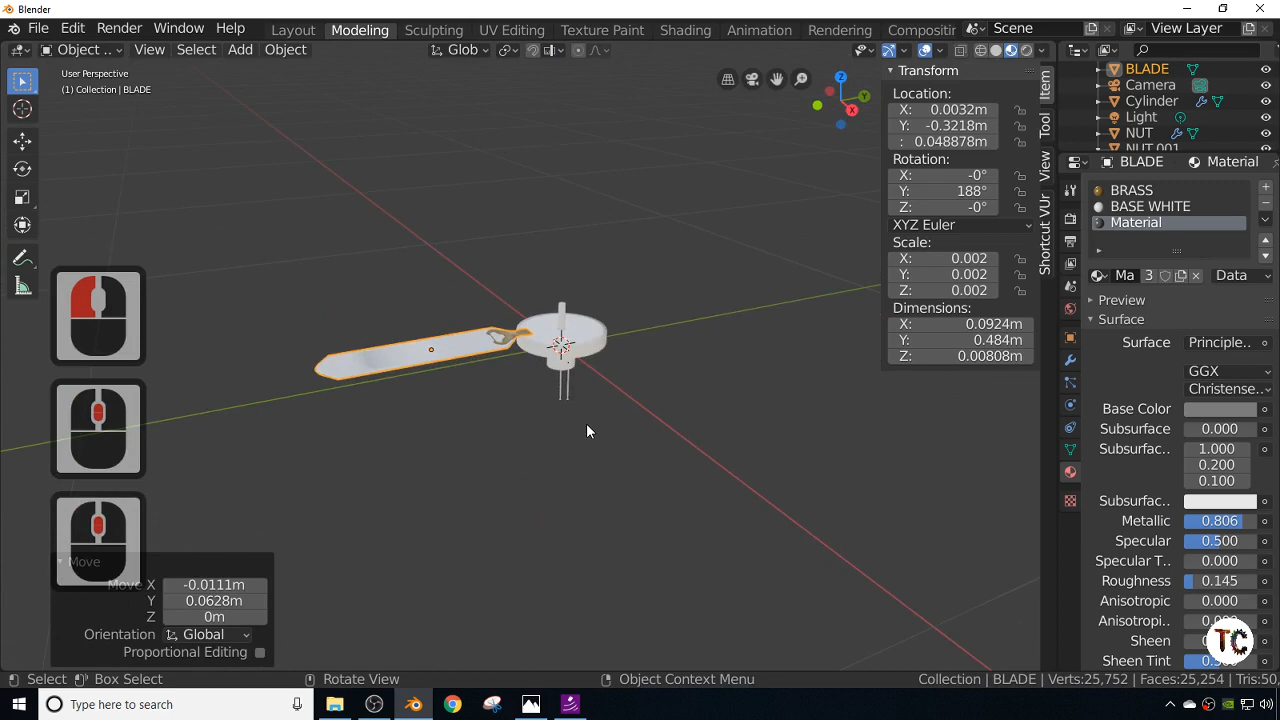 Blender
File Edit Render Window Help Layout Modeling Sculpting UV Editing Texture Paint Shading Animation Rendering Compositi Scene View Layer
Object .. View Select Add Object Glob
User Perspective
(1) Collection | BLADE
Z
Y
X
Transform
Location:
X: 0.0032m
Y: -0.3218m
: 0.048878m
Rotation:
X: -0°
Y: 188°
Z: -0°
XYZ Euler
Scale:
X: 0.002
Y: 0.002
Z: 0.002
Dimensions:
X: 0.0924m
Y: 0.484m
Z: 0.00808m
Item
Tool
View
Shortcut VUr
BLADE
Camera
Cylinder
Light
NUT
NUT 001
BLADE Material
BRASS
BASE WHITE
Material
Ma 3 Data
Preview
Surface
Surface Principle..
GGX
Christense..
Base Color
Subsurface 0.000
Subsurfac.. 1.000
0.200
0.100
Subsurfac..
Metallic 0.806
Specular 0.500
Specular T.. 0.000
Roughness 0.145
Anisotropic 0.000
Anisotropi..
Sheen
Sheen Tint
TC
Move
Move X -0.0111m
Y 0.0628m
Z 0m
Orientation Global
Proportional Editing
Select Box Select Rotate View Object Context Menu Collection | BLADE | Verts:25,752 | Faces:25,254 | Tris:50,
Type here to search